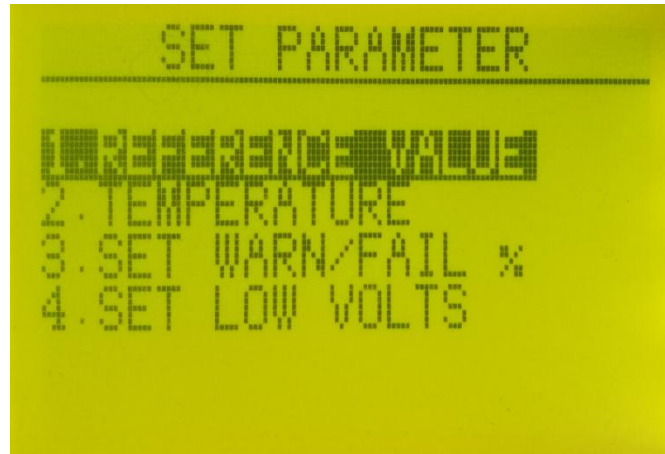 SET PARAMETER
1.REFERENCE VALUE
2.TEMPERATURE
3.SET WARN/FAIL %
4.SET LOW VOLTS